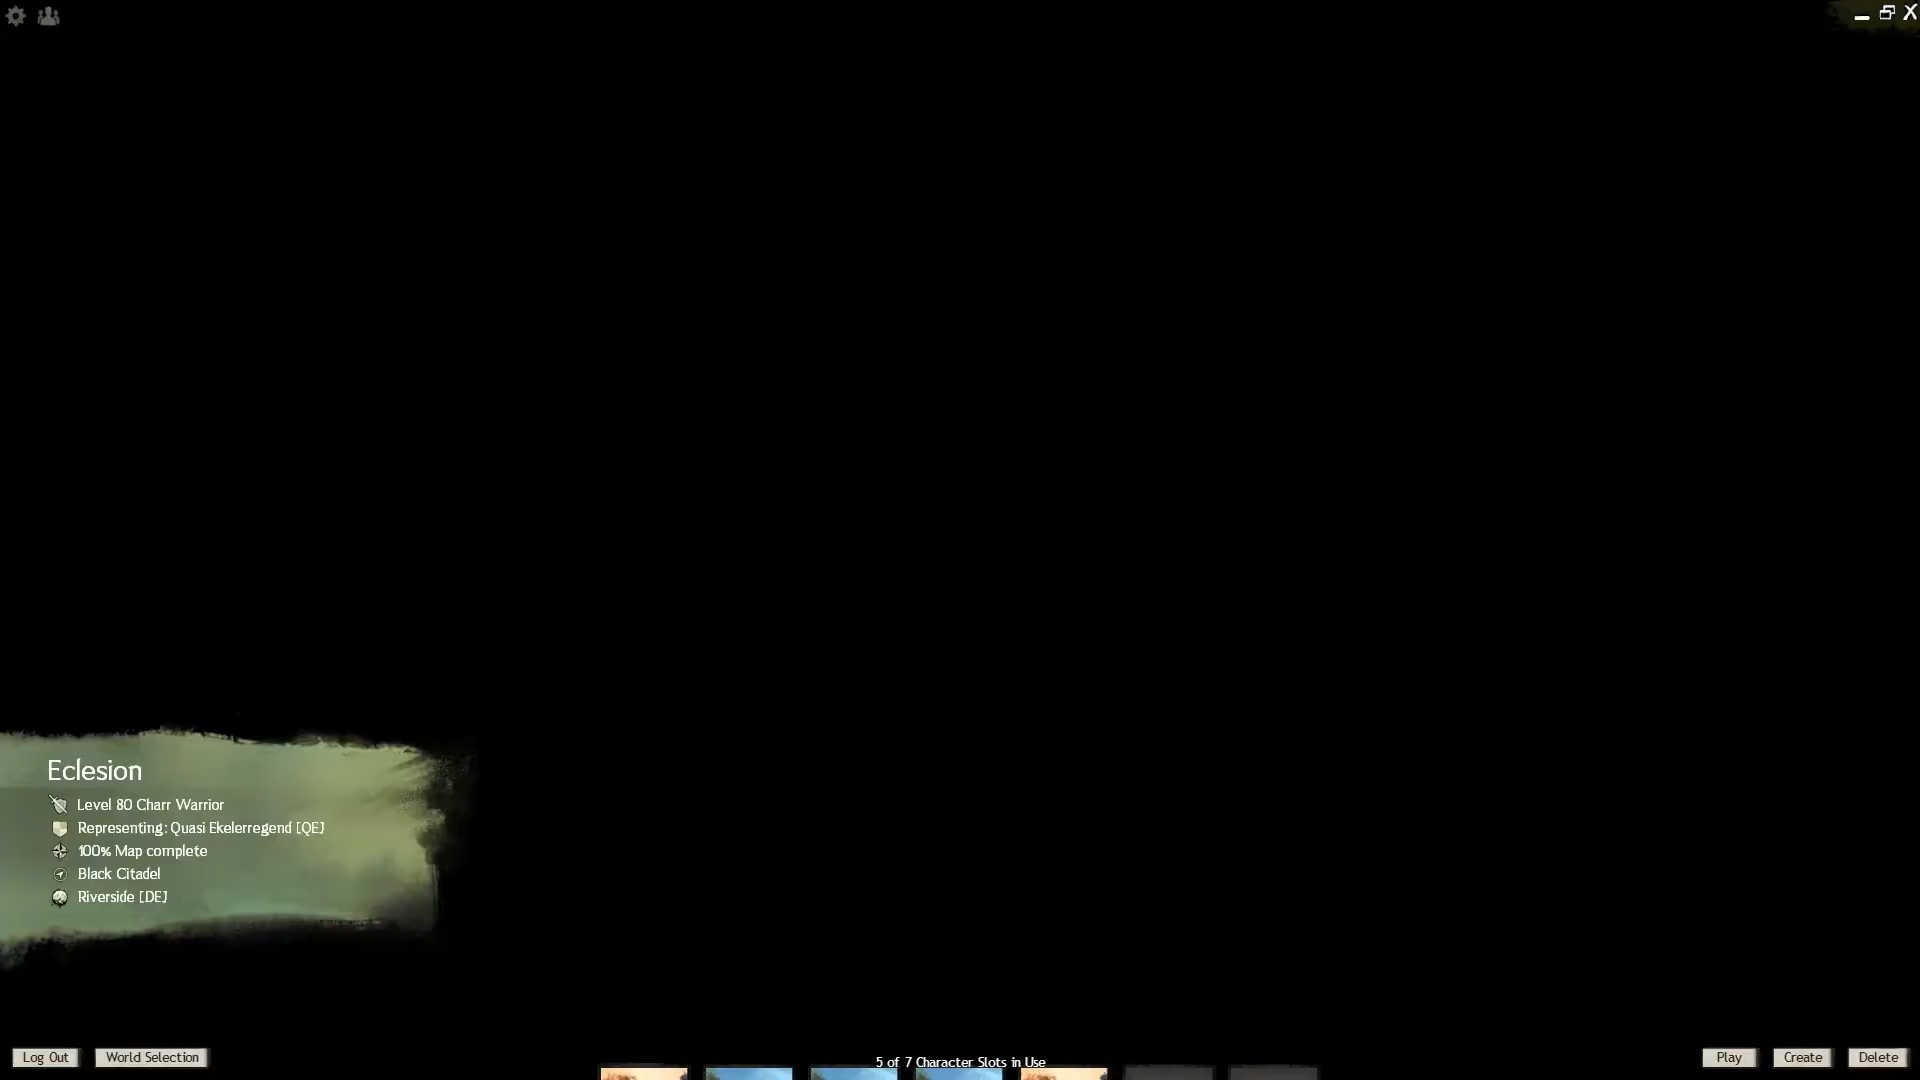 Eclesion
Level 80 Charr Warrior
Representing: Quasi Ekelerregend [QE]
100% Map complete
Black Citadel
Riverside [DE]
Log Out
World Selection
5 of 7 Character Slots in Use
Play
Create
Delete